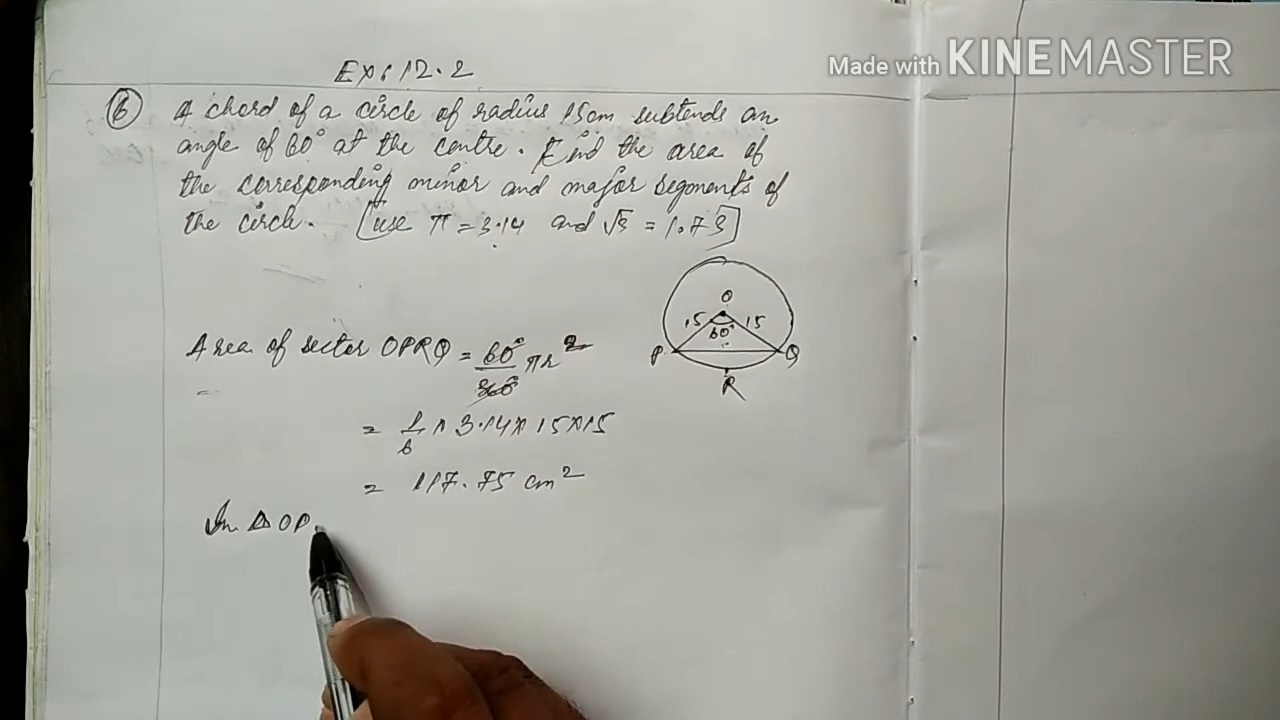 Made with KINEMASTER
Ex: 12.2
⑥ A chord of a circle of radius 15cm subtends an
angle of 60° at the centre. Find the area of
the corresponding minor and major segments of
the circle. [use π = 3.14 and √3 = 1.73]
O
15 15
60°
P Q
R
Area of sector OPRQ = 60°/360° πr²
= 1/6 × 3.14 × 15 × 15
= 117.75 cm²
In △ OP